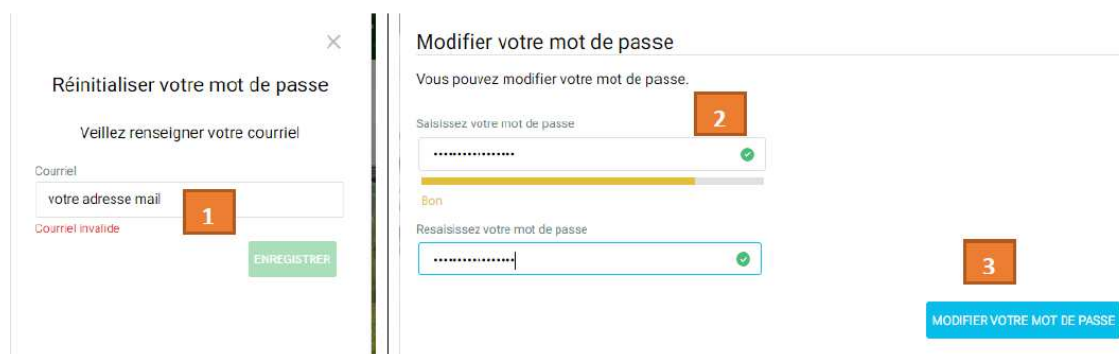 Réinitialiser votre mot de passe
Veillez renseigner votre courriel
Courriel
votre adresse mail
1
Courriel invalide
ENREGISTRER
Modifier votre mot de passe
Vous pouvez modifier votre mot de passe.
2
Saisissez votre mot de passe
Bon
Resaisissez votre mot de passe
3
MODIFIER VOTRE MOT DE PASSE